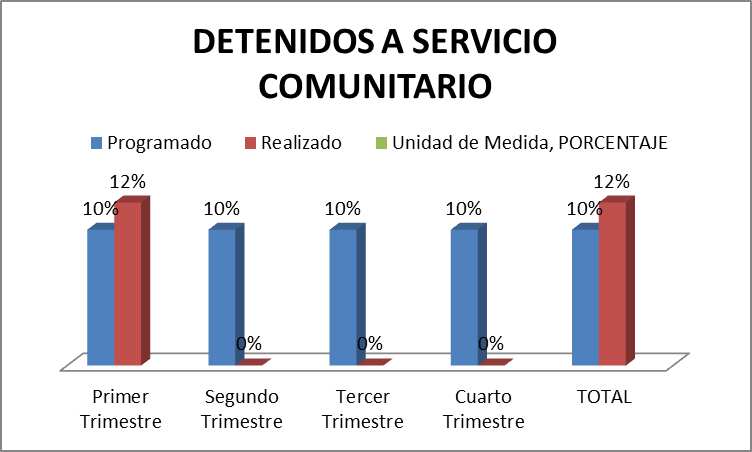 DETENIDOS A SERVICIO
COMUNITARIO
Programado Realizado Unidad de Medida, PORCENTAJE
12% 12%
10% 10% 10% 10% 10%
0% 0% 0%
Primer Segundo Tercer Cuarto TOTAL
Trimestre Trimestre Trimestre Trimestre